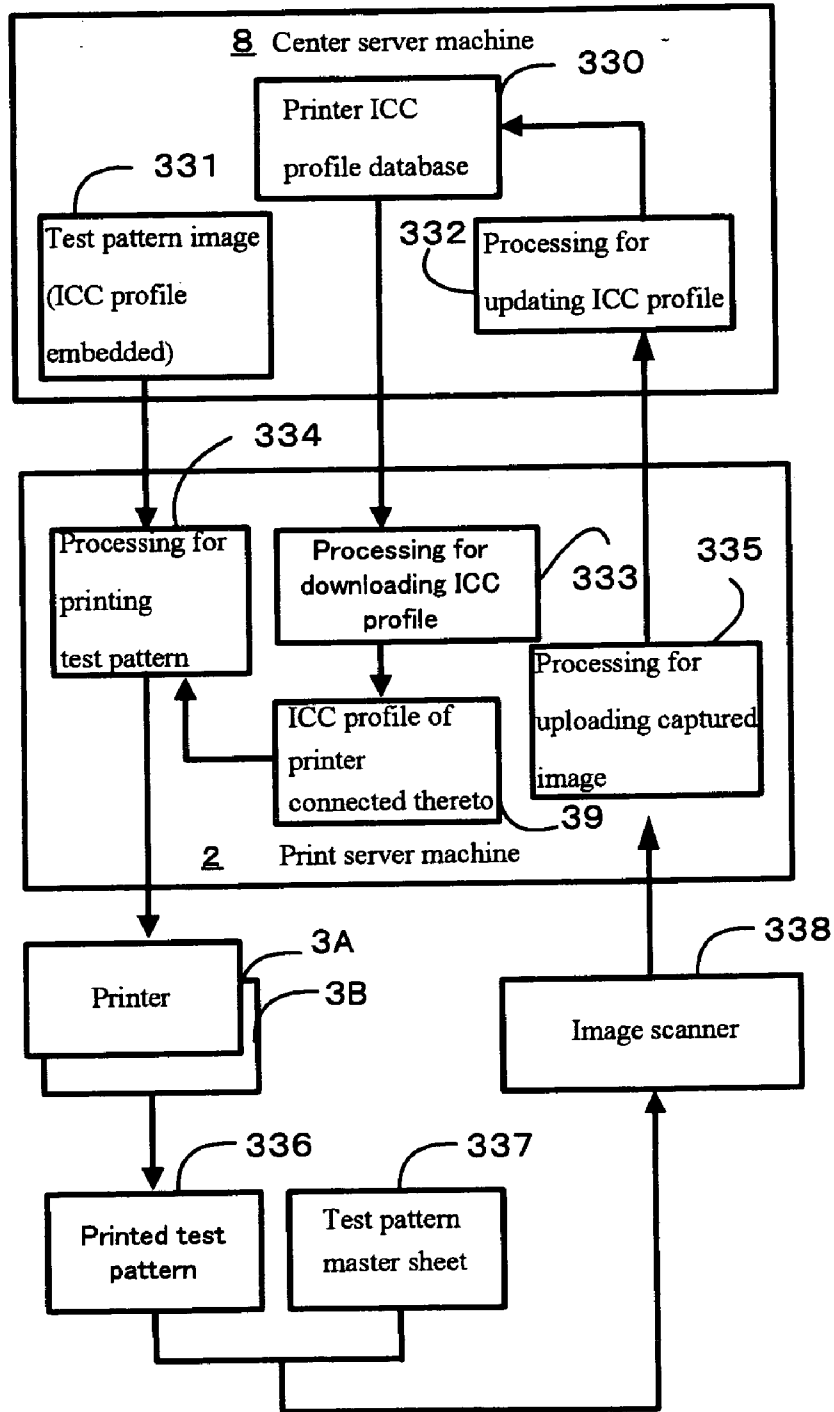 8 Center server machine
330
Printer ICC
profile database
331
Test pattern image
(ICC profile
embedded)
332
Processing for
updating ICC profile
334
Processing for
printing
test pattern
Processing for
downloading ICC
profile
333
335
ICC profile of
printer
connected thereto
39
Processing for
uploading captured
image
2 Print server machine
3A
Printer
3B
338
Image scanner
336
Printed test
pattern
337
Test pattern
master sheet